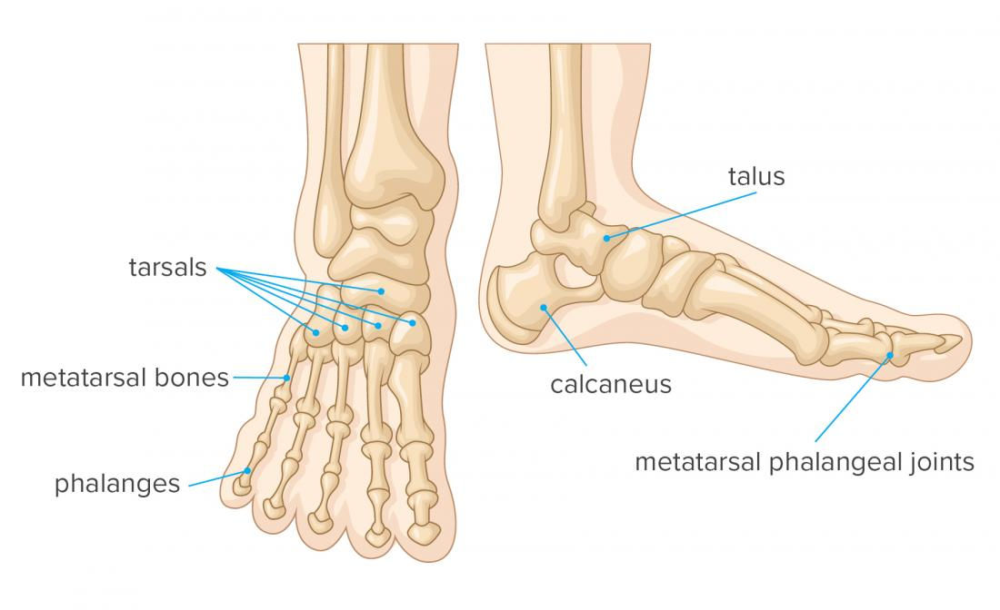 talus
tarsals
metatarsal bones
calcaneus
metatarsal phalangeal joints
phalanges